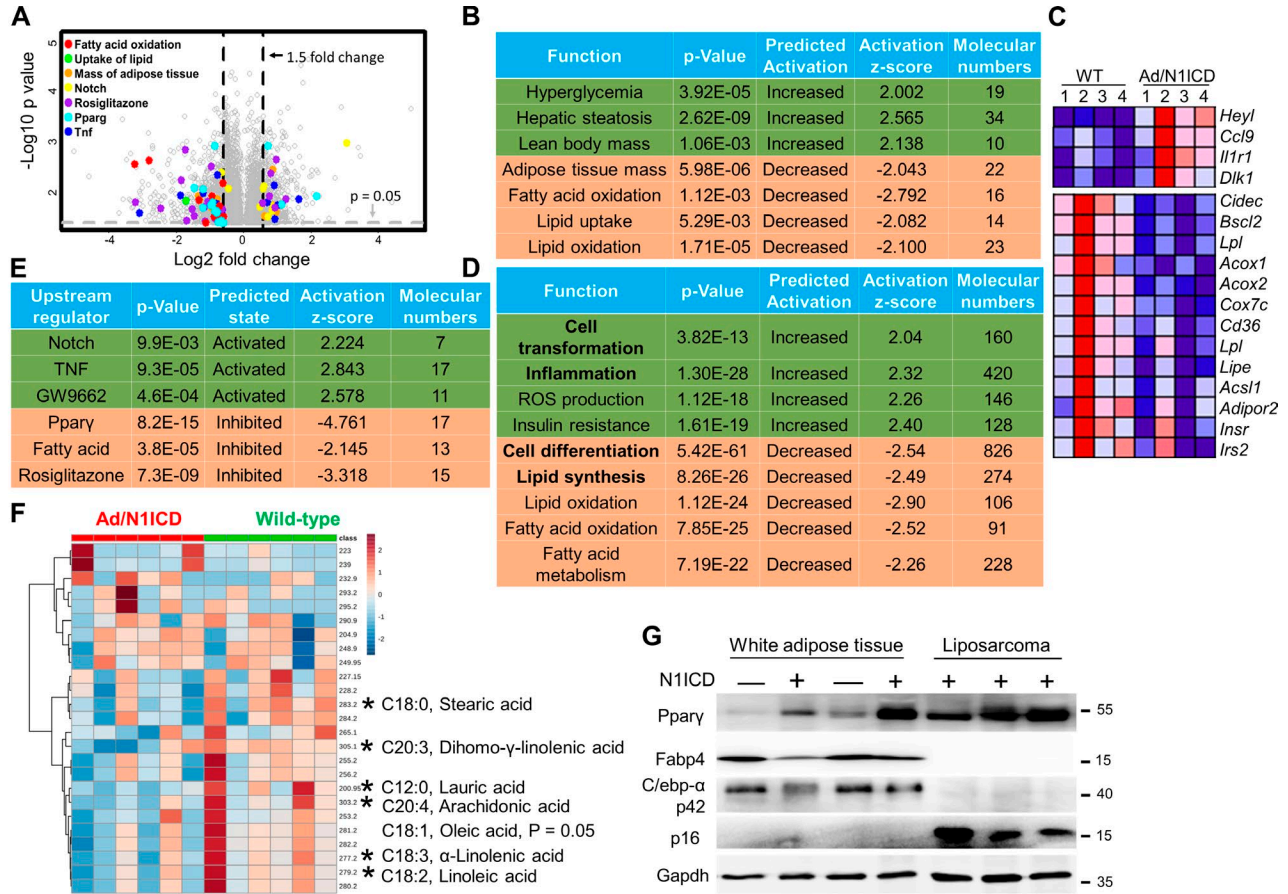 A
5
4
3
2
1
-Log10 p value
Fatty acid oxidation
Uptake of lipid
Mass of adipose tissue
Notch
Rosiglitazone
Pparg
Tnf
1.5 fold change
p = 0.05
-4
-2
0
2
4
Log2 fold change
B
Function p-Value Predicted Activation Activation z-score Molecular numbers
Hyperglycemia 3.92E-05 Increased 2.002 19
Hepatic steatosis 2.62E-09 Increased 2.565 34
Lean body mass 1.06E-03 Increased 2.138 10
Adipose tissue mass 5.98E-06 Decreased -2.043 22
Fatty acid oxidation 1.12E-03 Decreased -2.792 16
Lipid uptake 5.29E-03 Decreased -2.082 14
Lipid oxidation 1.71E-05 Decreased -2.100 23
C
WT Ad/N1ICD
1 2 3 4 1 2 3 4
Heyl
Ccl9
Il1r1
Dlk1
Cidec
Bscl2
Lpl
Acox1
Acox2
Cox7c
Cd36
Lpl
Lipe
Acsl1
Adipor2
Insr
Irs2
D
Function p-Value Predicted Activation Activation z-score Molecular numbers
Cell transformation 3.82E-13 Increased 2.04 160
Inflammation 1.30E-28 Increased 2.32 420
ROS production 1.12E-18 Increased 2.26 146
Insulin resistance 1.61E-19 Increased 2.40 128
Cell differentiation 5.42E-61 Decreased -2.54 826
Lipid synthesis 8.26E-26 Decreased -2.49 274
Lipid oxidation 1.12E-24 Decreased -2.90 106
Fatty acid oxidation 7.85E-25 Decreased -2.52 91
Fatty acid metabolism 7.19E-22 Decreased -2.26 228
E
Upstream regulator p-Value Predicted state Activation z-score Molecular numbers
Notch 9.9E-03 Activated 2.224 7
TNF 9.3E-05 Activated 2.843 17
GW9662 4.6E-04 Activated 2.578 11
Pparγ 8.2E-15 Inhibited -4.761 17
Fatty acid 3.8E-05 Inhibited -2.145 13
Rosiglitazone 7.3E-09 Inhibited -3.318 15
F
Ad/N1ICD Wild-type
class
2
1
0
-1
-2
223
239
232.9
293.2
295.2
290.9
204.9
248.9
249.95
227.15
228.2
283.2 * C18:0, Stearic acid
284.2
265.1
305.1 * C20:3, Dihomo-γ-linolenic acid
255.2
256.2
200.95 * C12:0, Lauric acid
303.2 * C20:4, Arachidonic acid
253.2
281.2 C18:1, Oleic acid, P = 0.05
282.2
277.2 * C18:3, α-Linolenic acid
279.2 * C18:2, Linoleic acid
280.2
G
White adipose tissue Liposarcoma
N1ICD — + — + + + +
Pparγ 55
Fabp4 15
C/ebp-α p42 40
p16 15
Gapdh 35